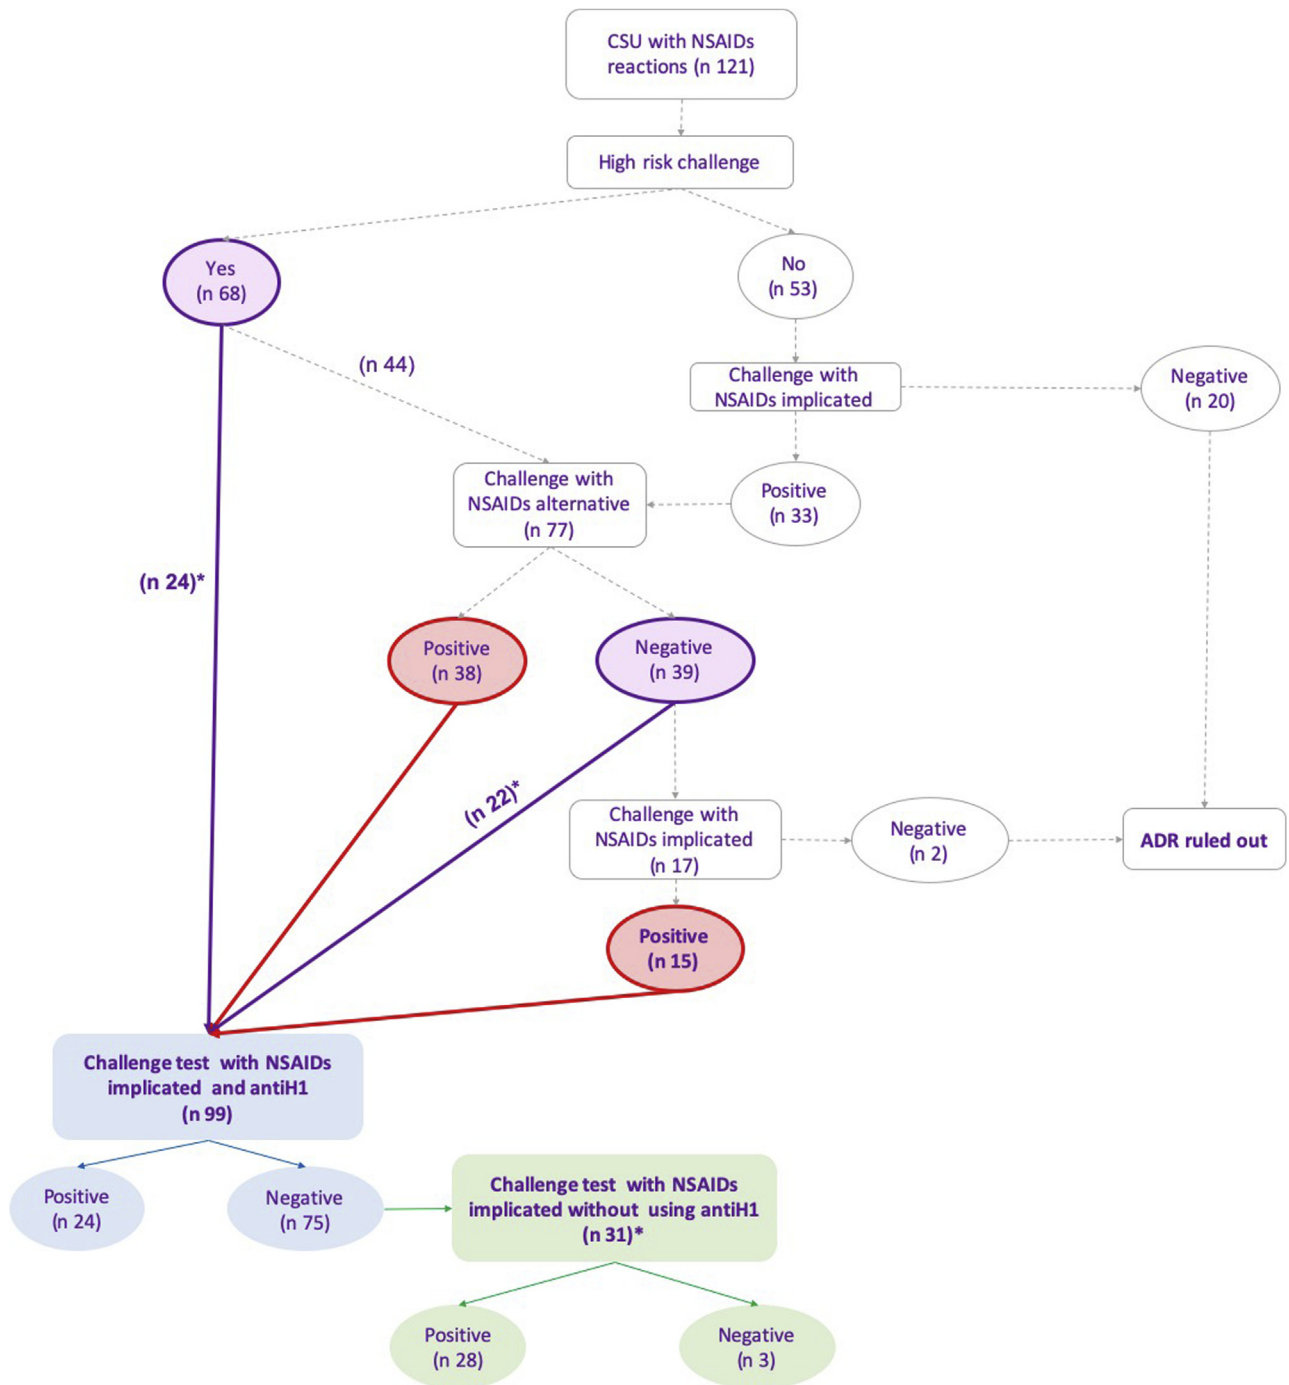 CSU with NSAIDs
reactions (n 121)
High risk challenge
Yes
(n 68)
No
(n 53)
(n 44)
Challenge with
NSAIDs implicated
Negative
(n 20)
Challenge with
NSAIDs alternative
(n 77)
Positive
(n 33)
(n 24)*
Positive
(n 38)
Negative
(n 39)
(n 22)*
Challenge with
NSAIDs implicated
(n 17)
Negative
(n 2)
ADR ruled out
Positive
(n 15)
Challenge test with NSAIDs
implicated and antiH1
(n 99)
Positive
(n 24)
Negative
(n 75)
Challenge test with NSAIDs
implicated without using antiH1
(n 31)*
Positive
(n 28)
Negative
(n 3)